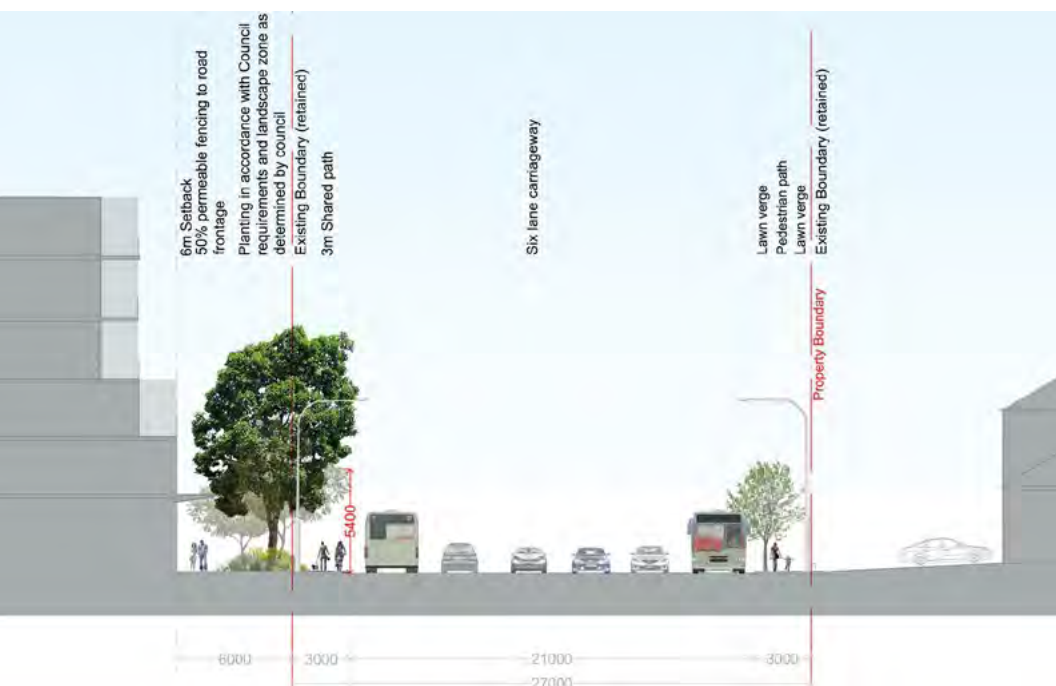 6m Setback
50% permeable fencing to road
frontage
Planting in accordance with Council
requirements and landscape zone as
determined by council
Existing Boundary (retained)
3m Shared path
Six lane carriageway
Lawn verge
Pedestrian path
Lawn verge
Existing Boundary (retained)
Property Boundary
5400
6000
3000
21000
3000
27000